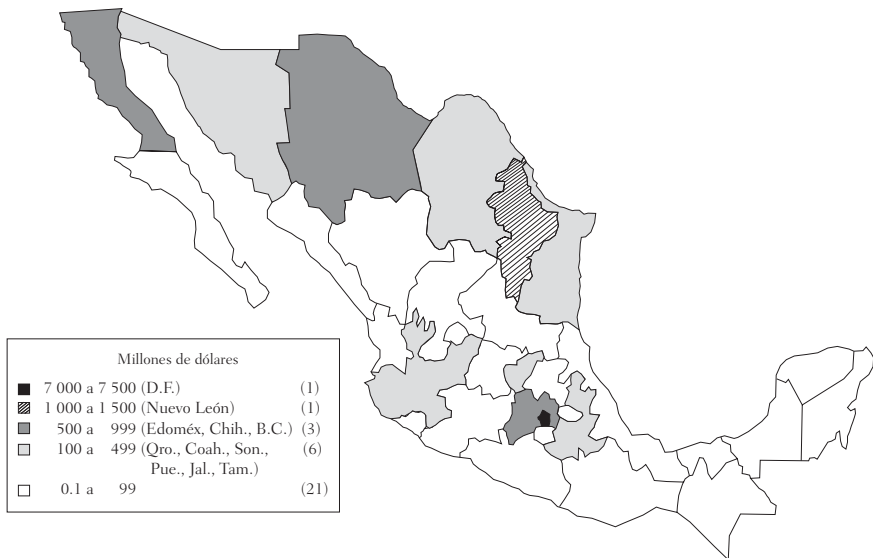 Millones de dólares
7 000 a 7 500 (D.F.) (1)
1 000 a 1 500 (Nuevo León) (1)
500 a 999 (Edoméx, Chih., B.C.) (3)
100 a 499 (Qro., Coah., Son., (6)
Pue., Jal., Tam.)
0.1 a 99 (21)